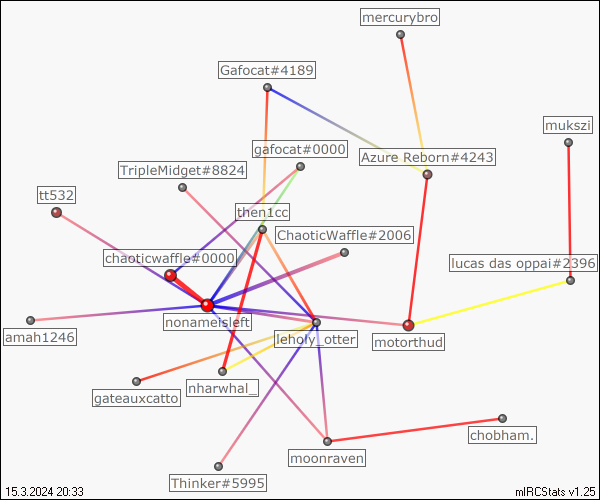 mercurybro
Gafocat#4189
mukszi
gafocat#0000
Azure Reborn#4243
TripleMidget#8824
tt532
then1cc
ChaoticWaffle#2006
chaoticwaffle#0000
lucas das oppai#2396
nonameisleft
amah1246
leholy_otter
motorthud
nharwhal_
gateauxcatto
chobham.
moonraven
Thinker#5995
15.3.2024 20:33
mIRCStats v1.25